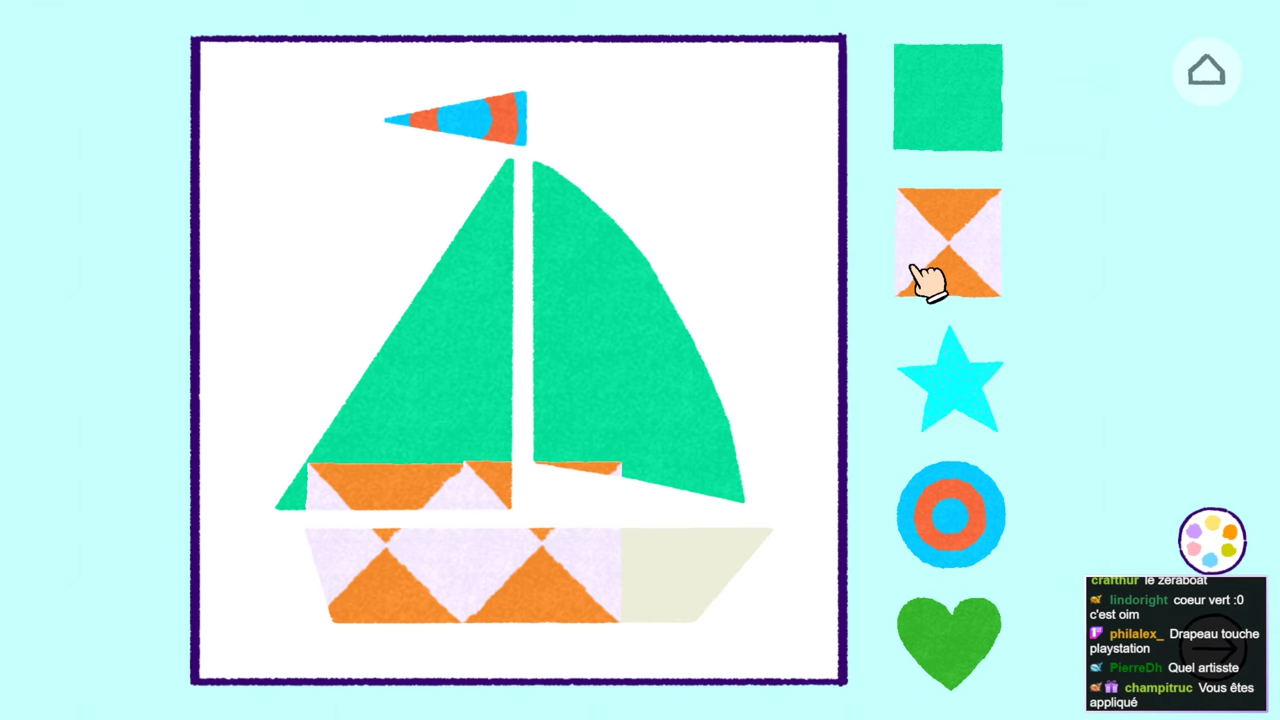 crafthur le zeraboat
lindoright coeur vert :0
c'est oim
philalex_ Drapeau touche
playstation
PierreDh Quel artisste
champitruc Vous êtes
appliqué